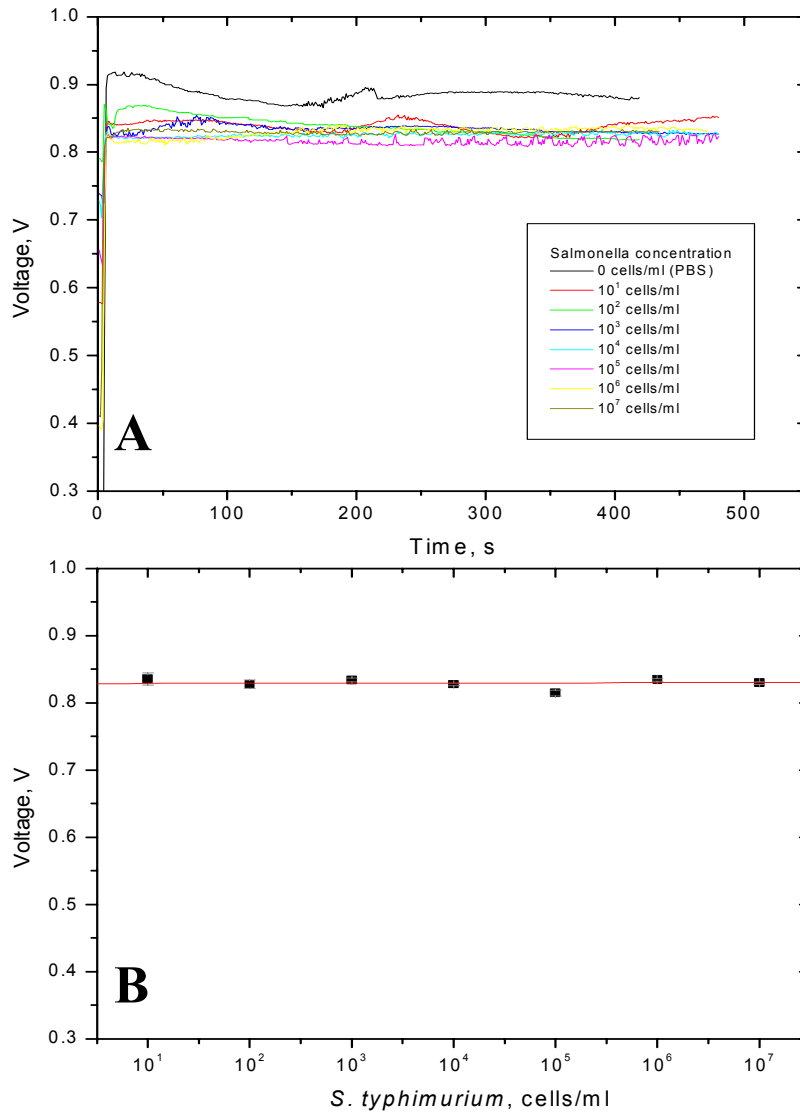 1.0
0.9
0.8
0.7
0.6
0.5
0.4
0.3
Voltage, V
Salmonella concentration
0 cells/ml (PBS)
10¹ cells/ml
10² cells/ml
10³ cells/ml
10⁴ cells/ml
10⁵ cells/ml
10⁶ cells/ml
10⁷ cells/ml
A
0 100 200 300 400 500
Time, s
1.0
0.9
0.8
0.7
0.6
0.5
0.4
0.3
Voltage, V
B
10¹ 10² 10³ 10⁴ 10⁵ 10⁶ 10⁷
S. typhimurium, cells/ml